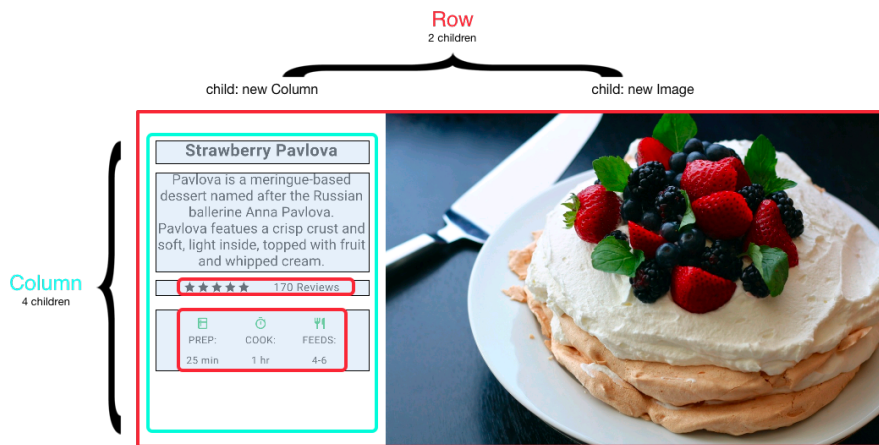 Row
2 children
child: new Column
child: new Image
Column
4 children
Strawberry Pavlova
Pavlova is a meringue-based
dessert named after the Russian
ballerine Anna Pavlova.
Pavlova featues a crisp crust and
soft, light inside, topped with fruit
and whipped cream.
170 Reviews
PREP: COOK: FEEDS:
25 min 1 hr 4-6